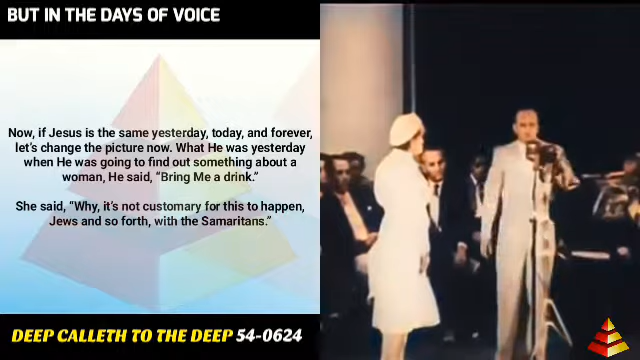 BUT IN THE DAYS OF VOICE
Now, if Jesus is the same yesterday, today, and forever,
let's change the picture now. What He was yesterday
when He was going to find out something about a
woman, He said, “Bring Me a drink.”
She said, “Why, it's not customary for this to happen,
Jews and so forth, with the Samaritans.”
DEEP CALLETH TO THE DEEP 54-0624